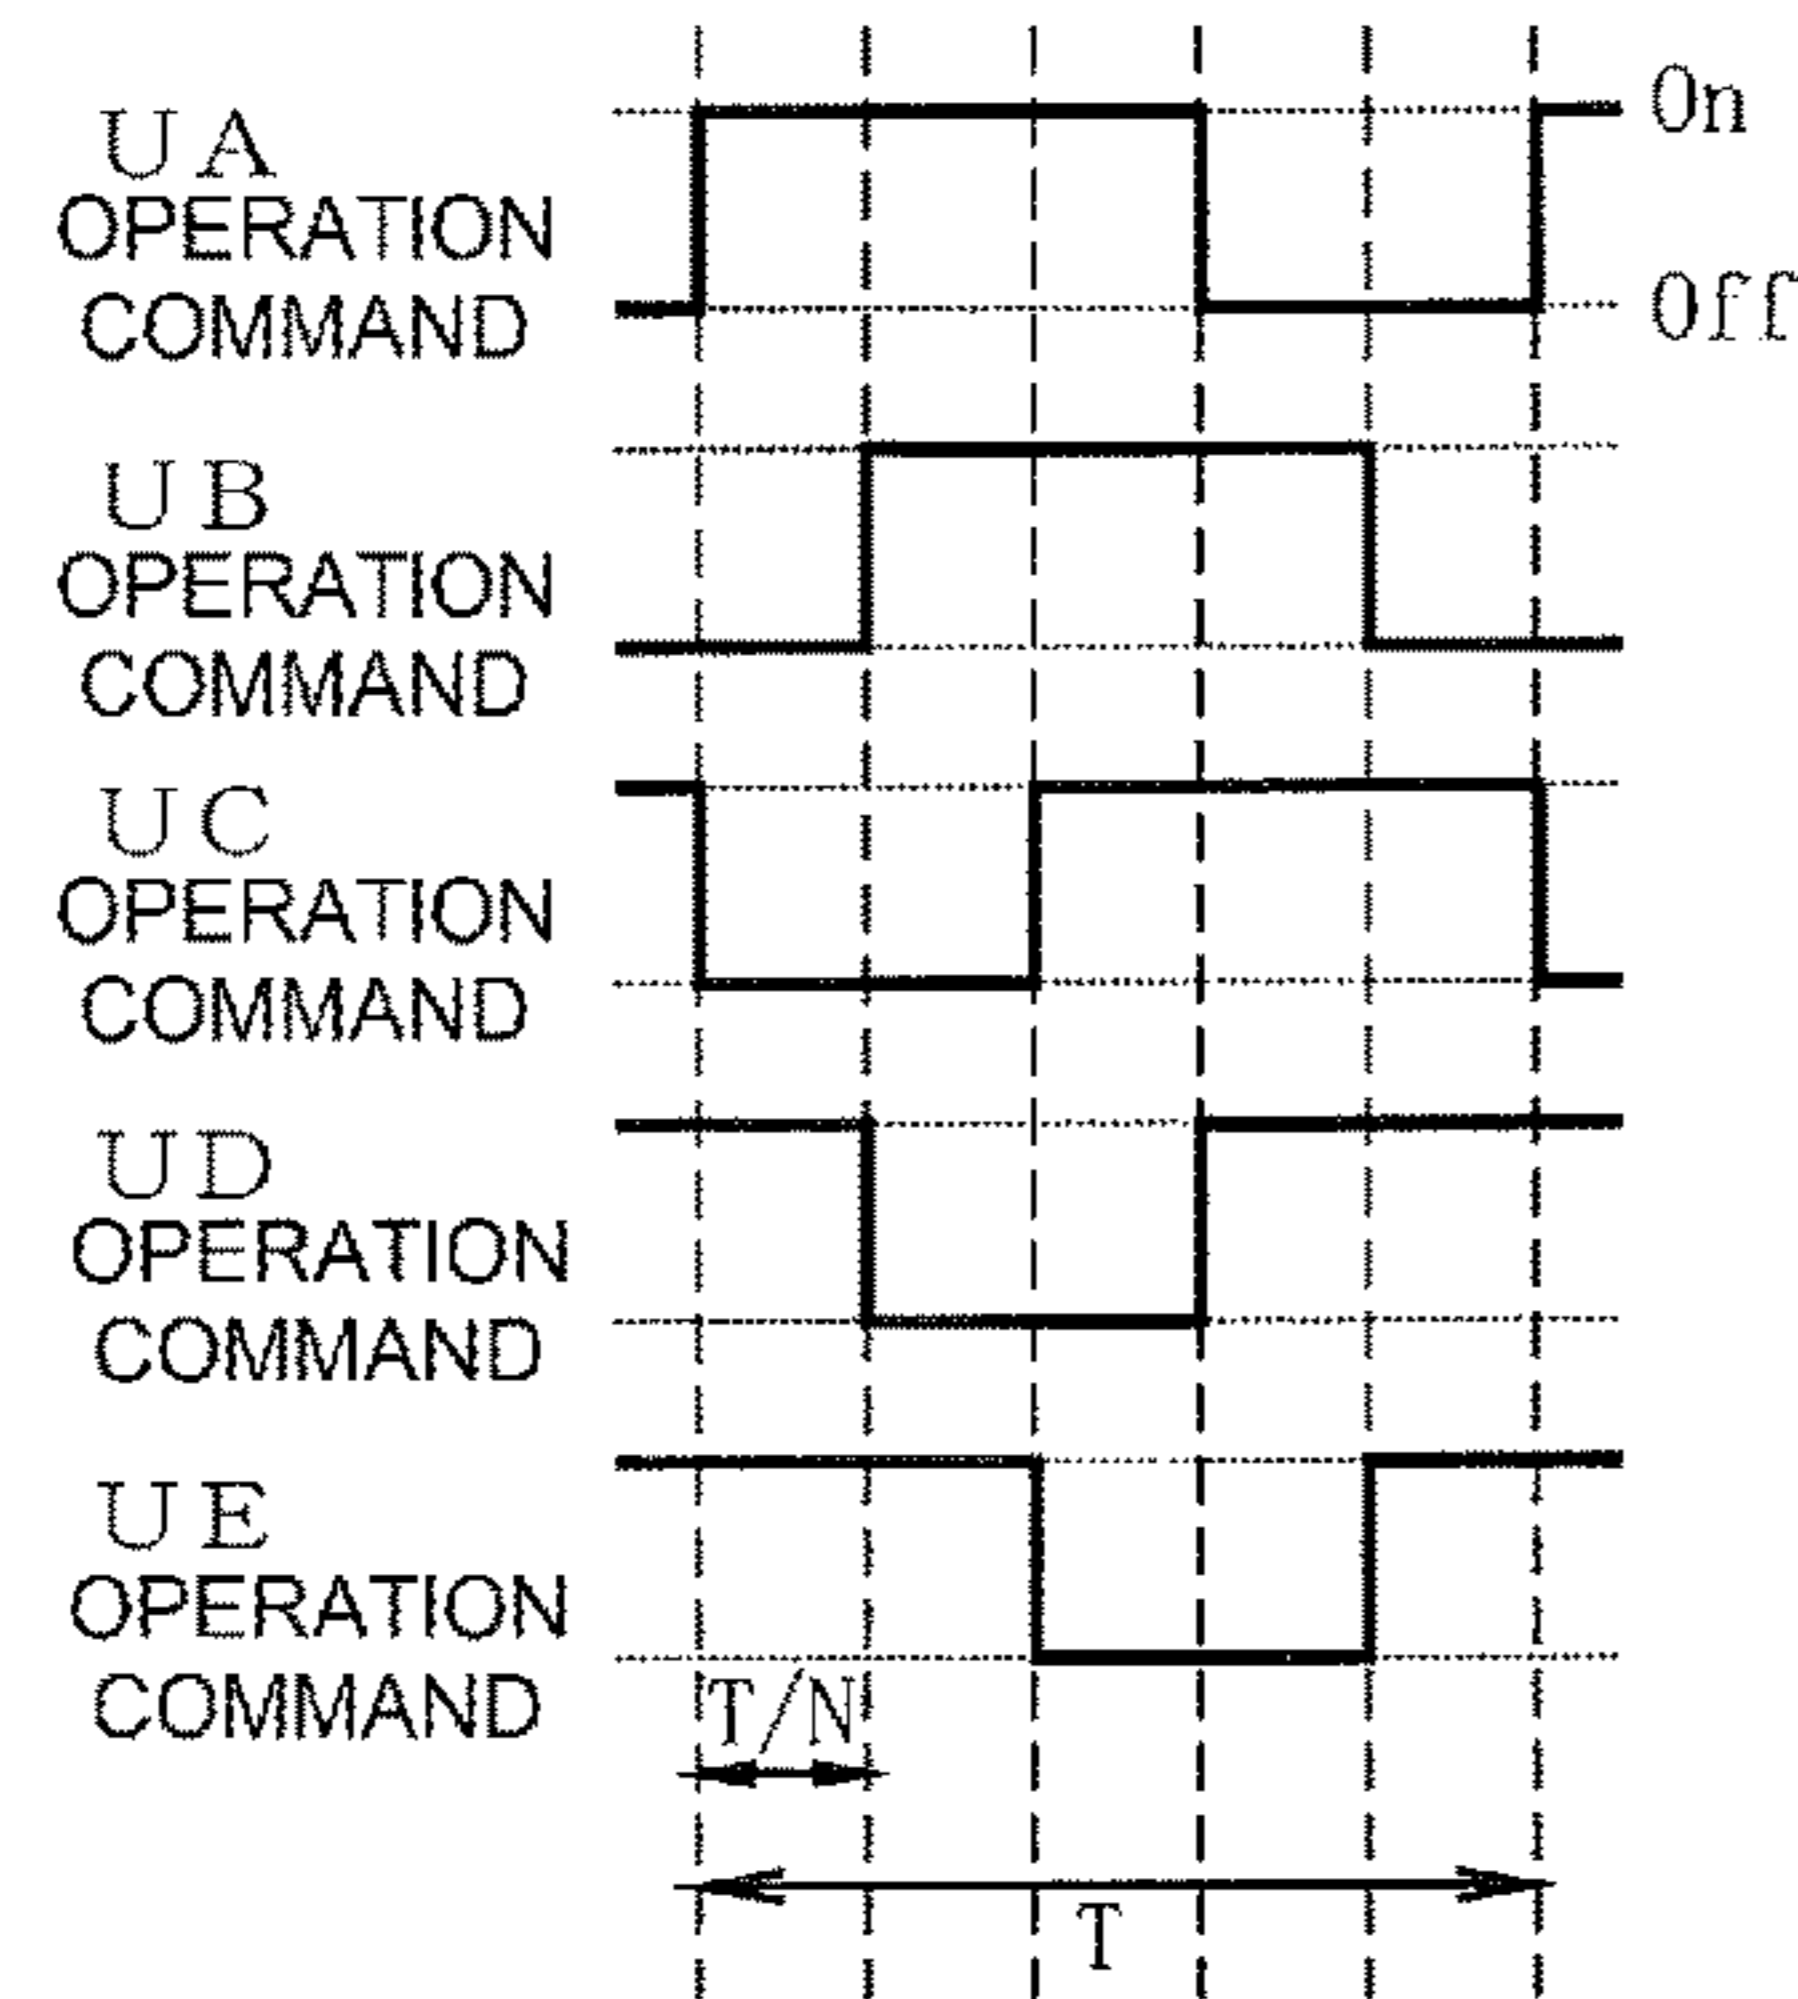 On
UA
OPERATION
COMMAND
Off
UB
OPERATION
COMMAND
UC
OPERATION
COMMAND
UD
OPERATION
COMMAND
UE
OPERATION
COMMAND
T/N
T